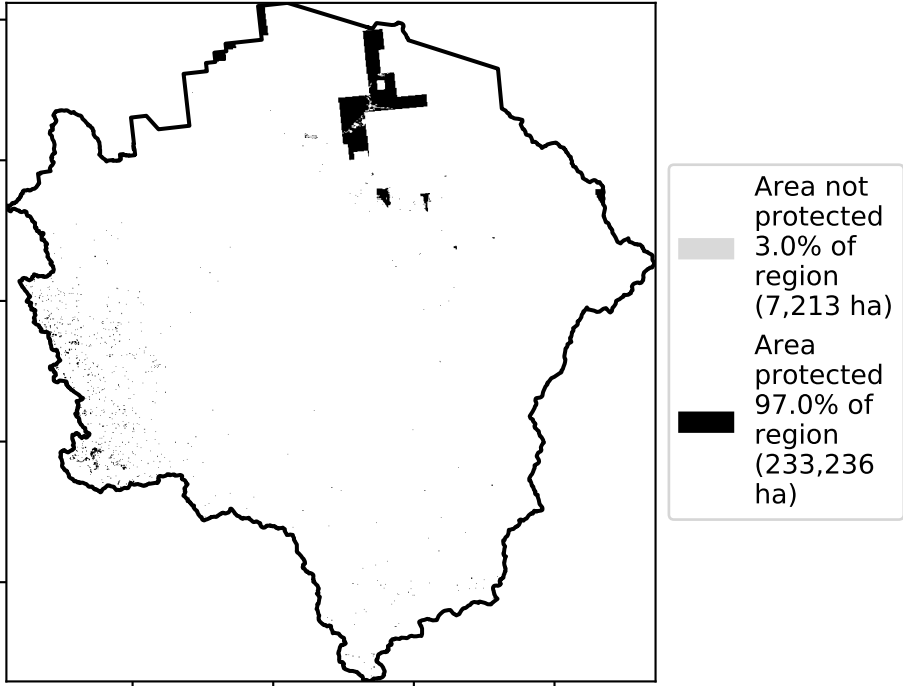 Area not
protected
3.0% of
region
(7,213 ha)
Area
protected
97.0% of
region
(233,236
ha)